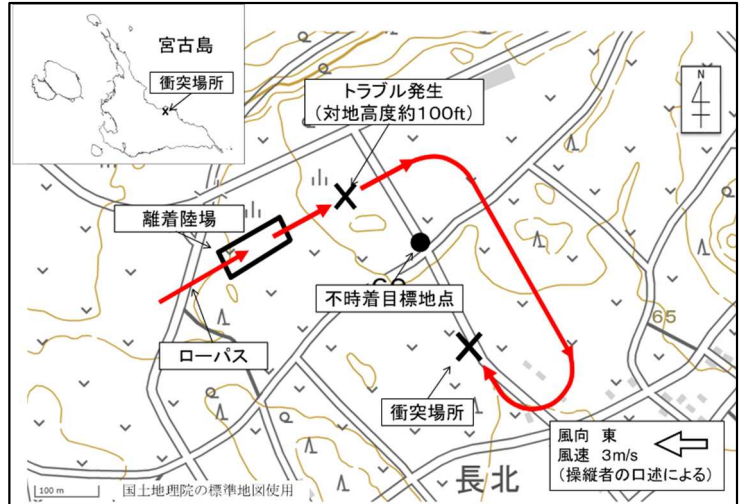 宮古島
衝突場所
トラブル発生
（対地高度約100ft）
N
離着陸場
不時着目標地点
ローパス
65
衝突場所
風向 東
風速 3m/s
（操縦者の口述による）
長北
100 m
国土地理院の標準地図使用